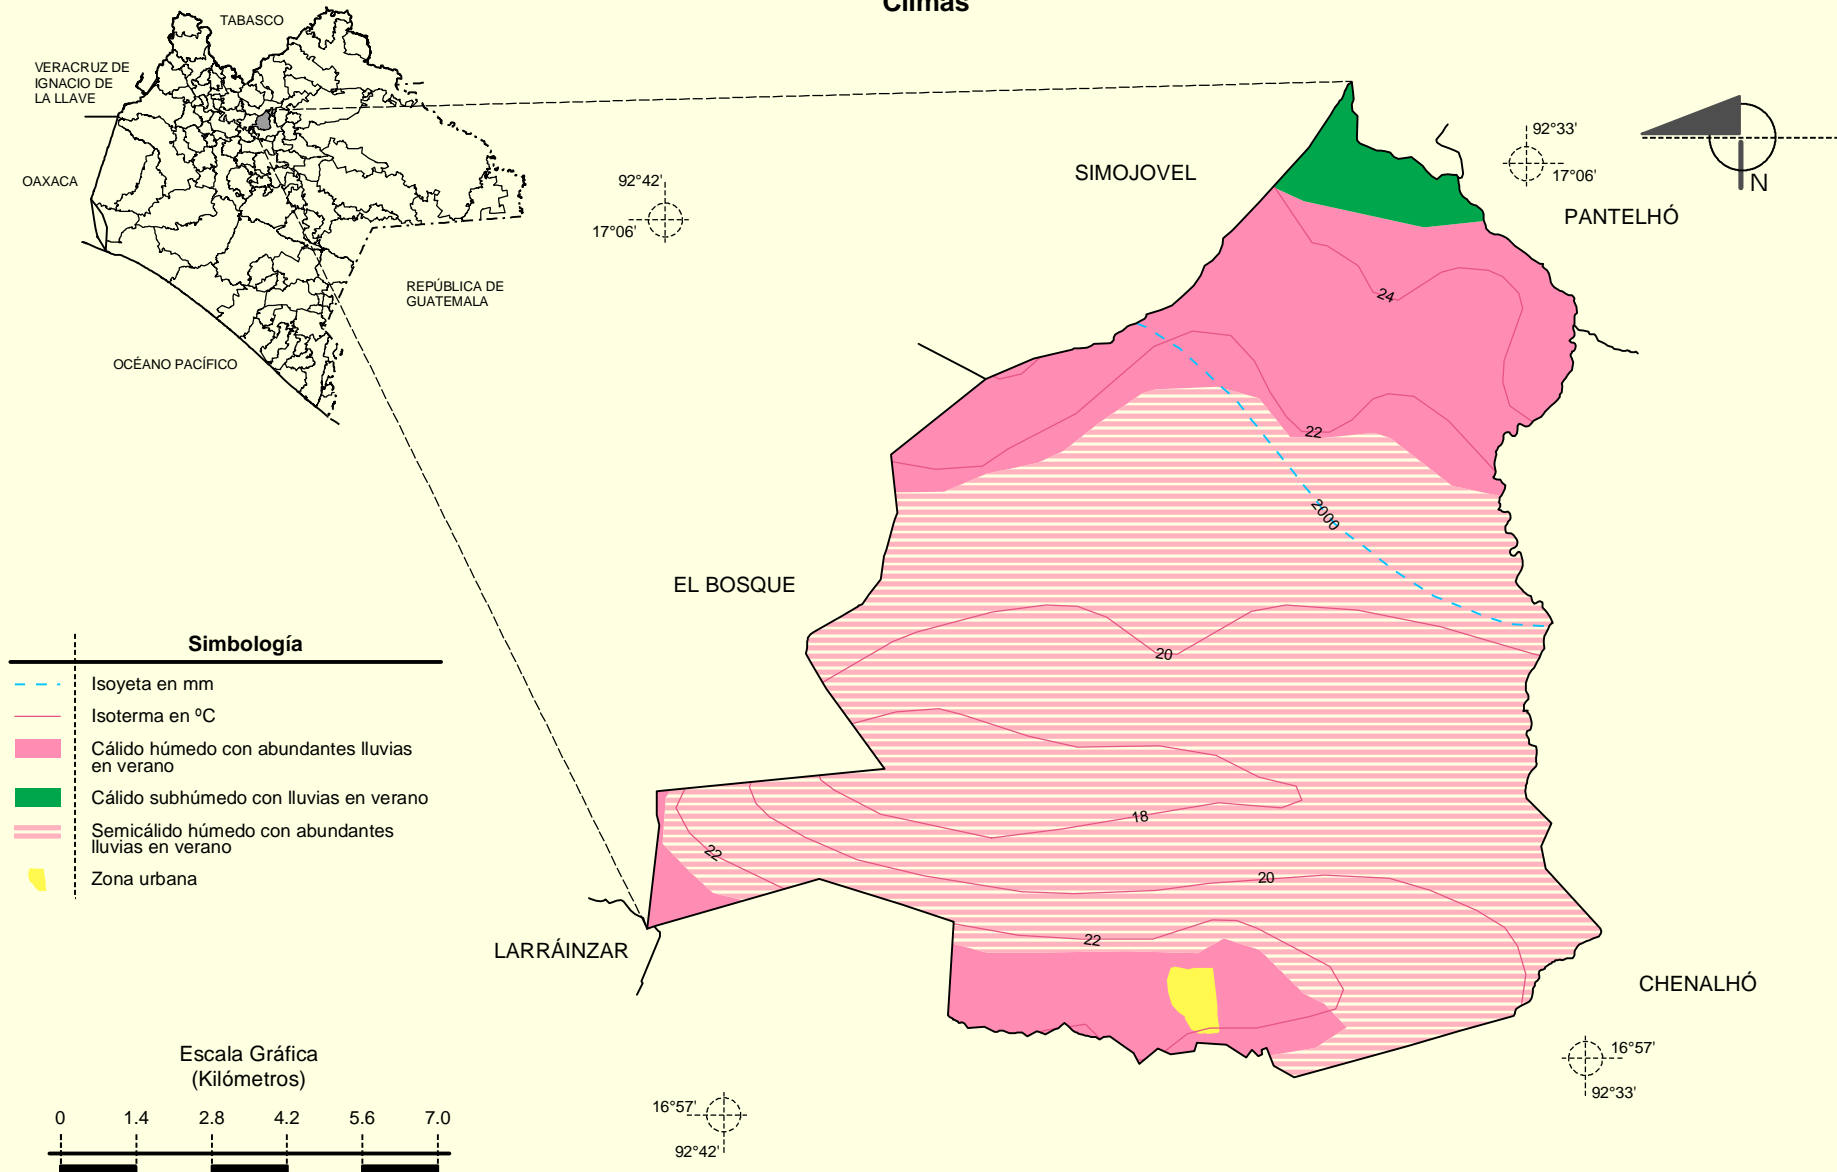 Climas
TABASCO
VERACRUZ DE
IGNACIO DE
LA LLAVE
OAXACA
REPÚBLICA DE
GUATEMALA
OCÉANO PACÍFICO
92°42'
17°06'
92°33'
17°06'
N
SIMOJOVEL
PANTELHÓ
EL BOSQUE
LARRÁINZAR
CHENALHÓ
24
22
2000
20
18
22
20
22
Simbología
Isoyeta en mm
Isoterma en ºC
Cálido húmedo con abundantes lluvias
en verano
Cálido subhúmedo con lluvias en verano
Semicálido húmedo con abundantes
lluvias en verano
Zona urbana
Escala Gráfica
(Kilómetros)
0 1.4 2.8 4.2 5.6 7.0
16°57'
92°42'
16°57'
92°33'